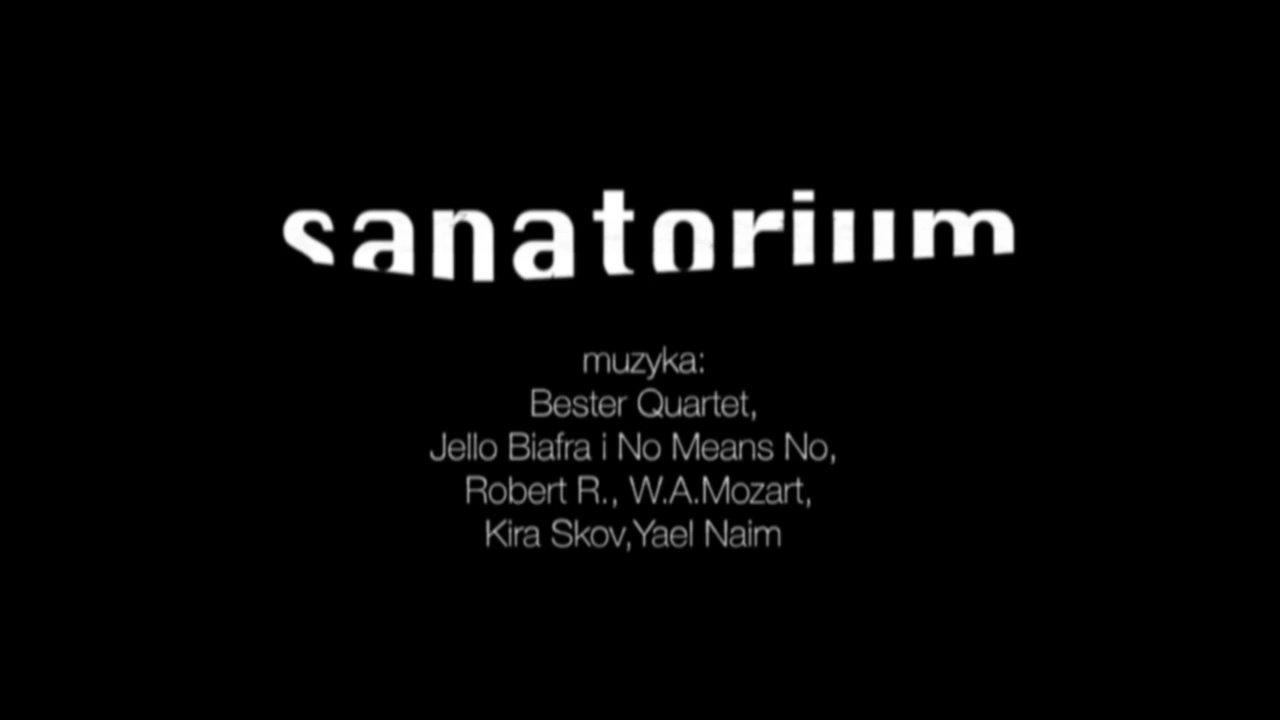 sanatorium
muzyka:
Bester Quartet,
Jello Biafra i No Means No,
Robert R., W.A.Mozart,
Kira Skov,Yael Naim